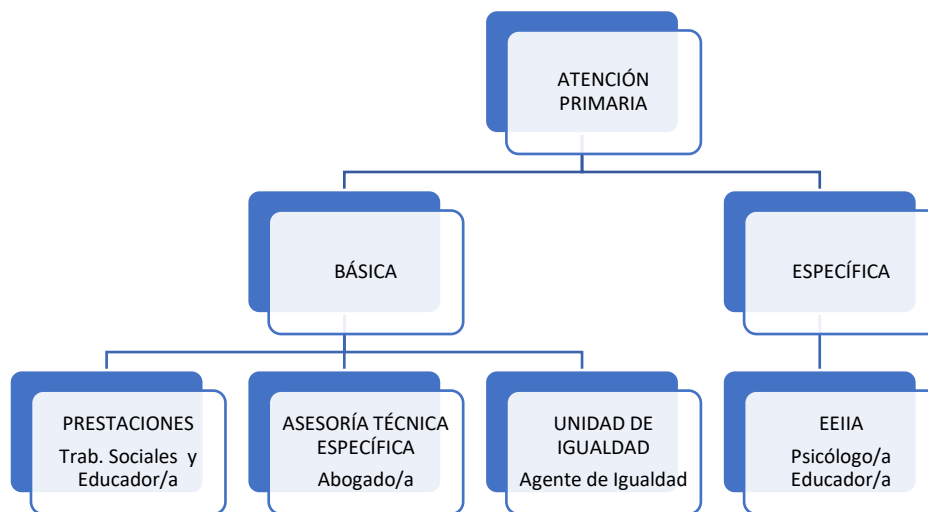 ATENCIÓN
PRIMARIA
BÁSICA
ESPECÍFICA
PRESTACIONES
Trab. Sociales y
Educador/a
ASESORÍA TÉCNICA
ESPECÍFICA
Abogado/a
UNIDAD DE
IGUALDAD
Agente de Igualdad
EEIIA
Psicólogo/a
Educador/a